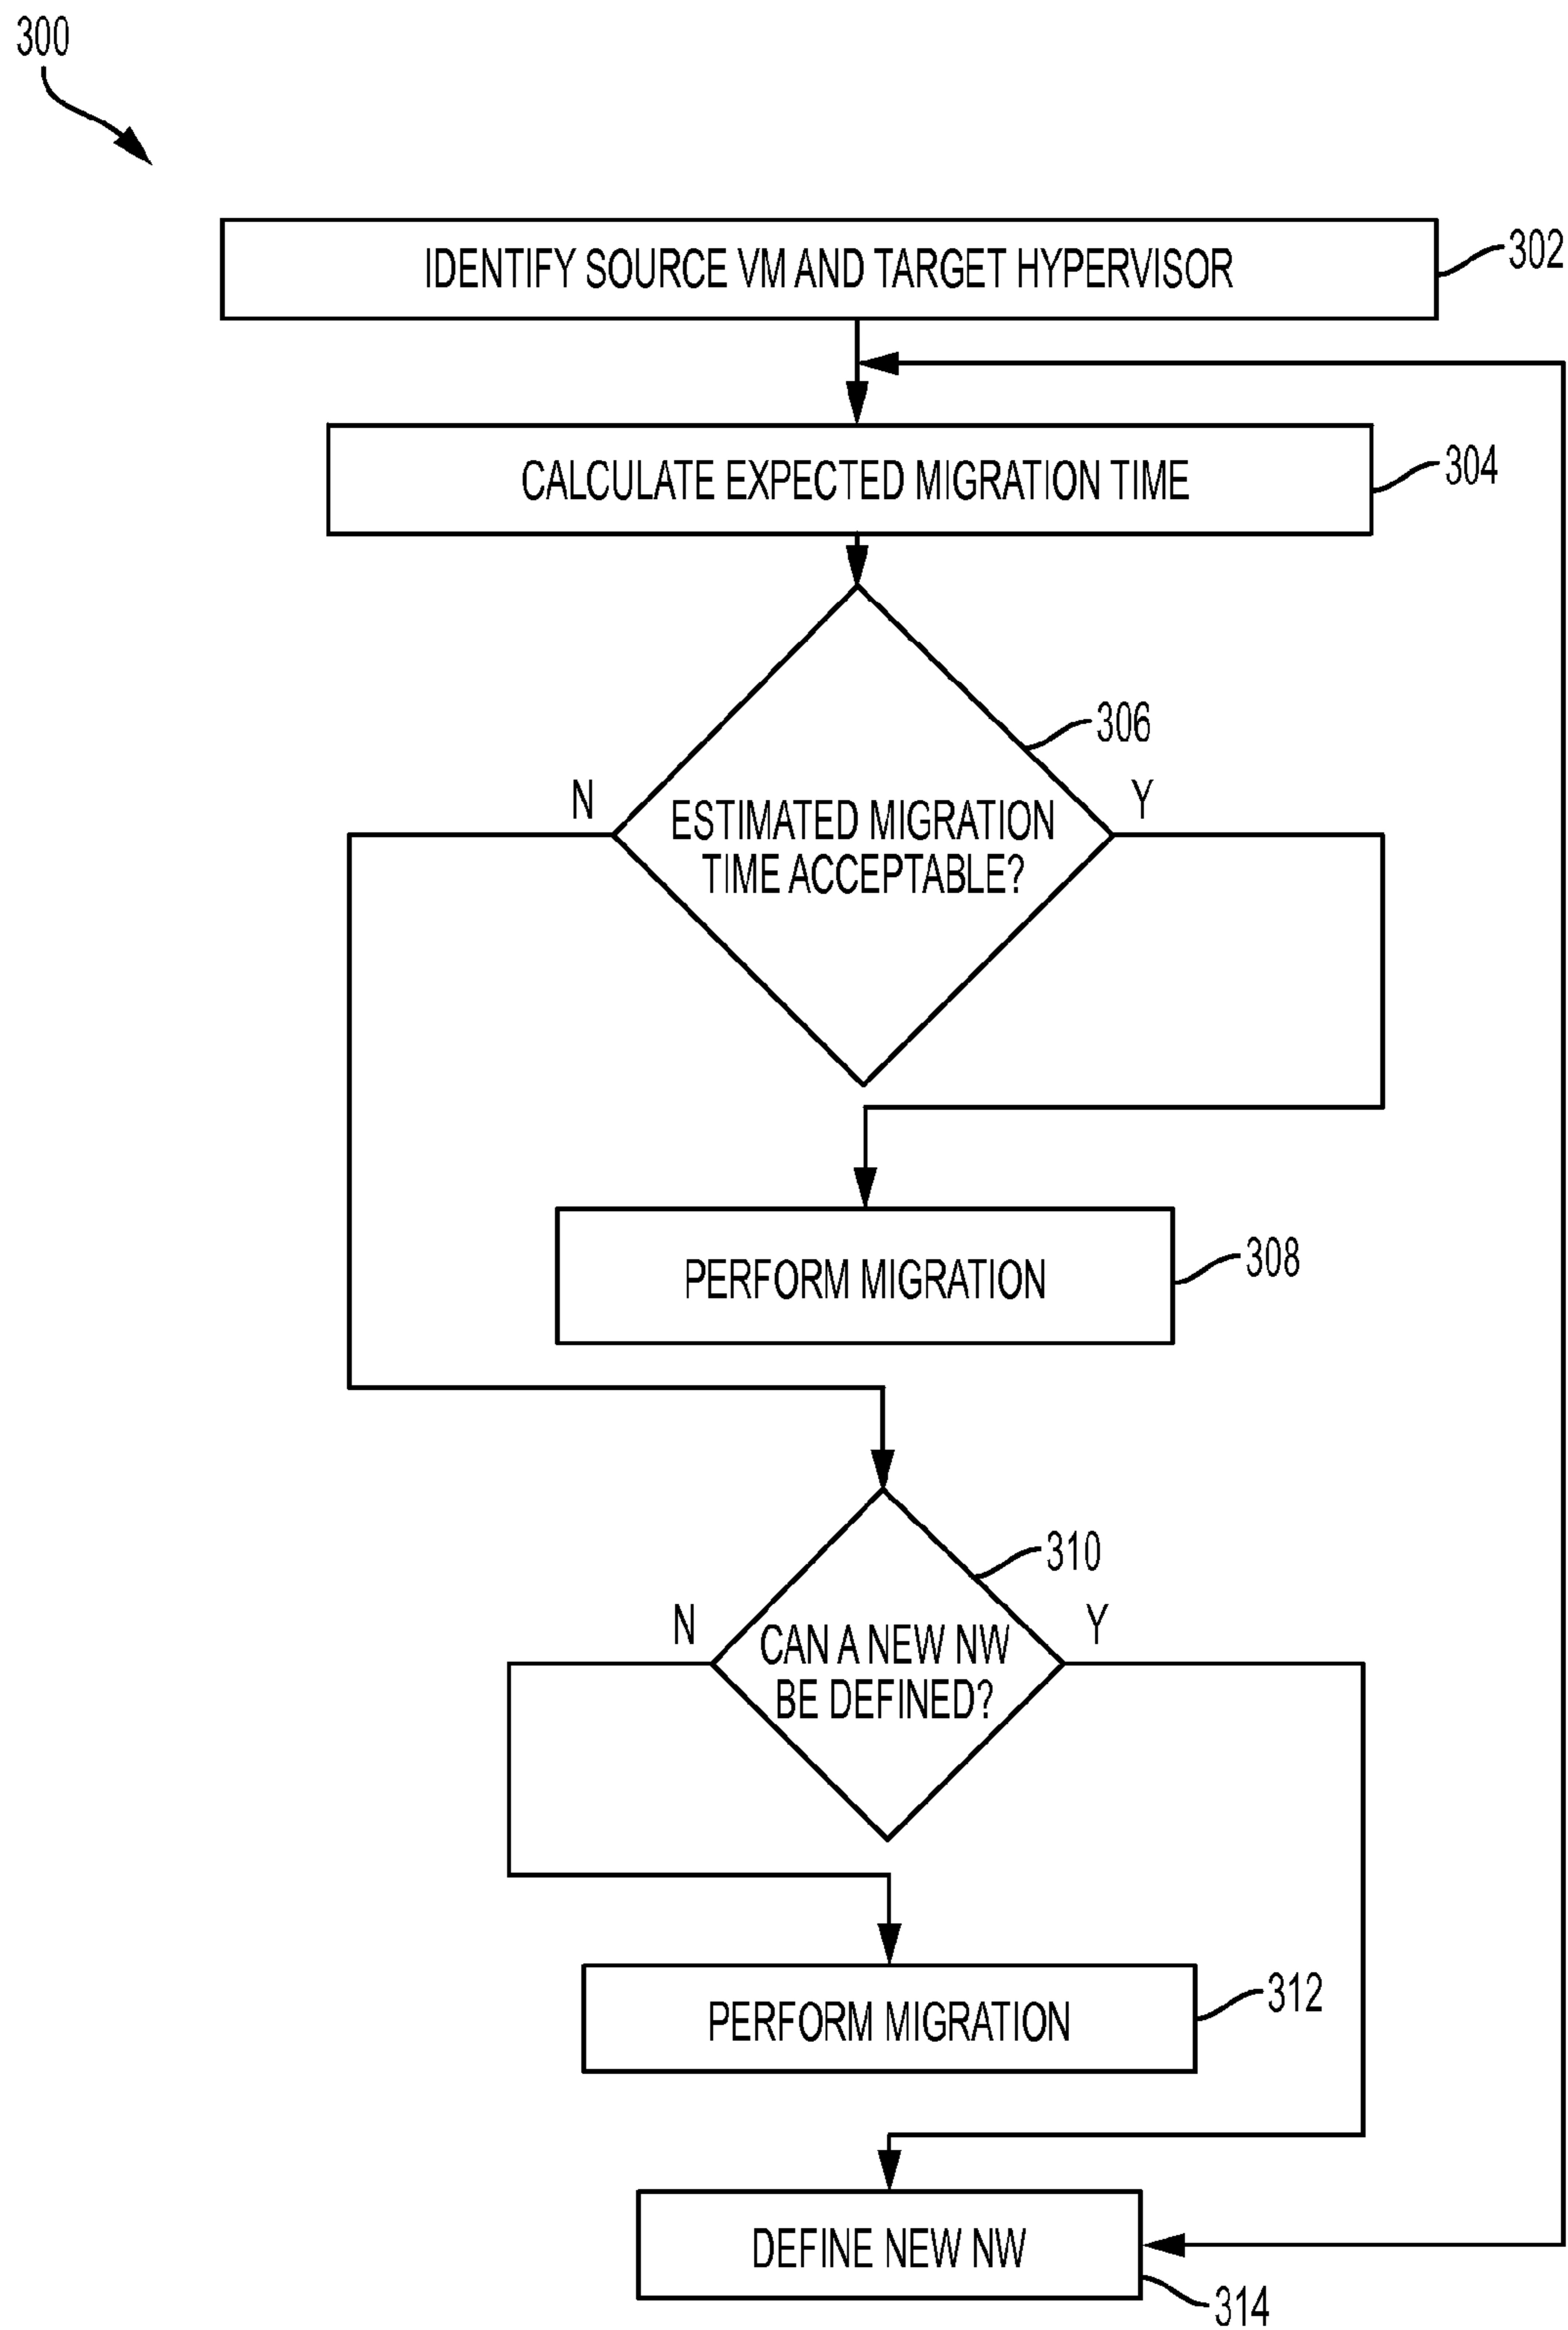 300
IDENTIFY SOURCE VM AND TARGET HYPERVISOR
302
CALCULATE EXPECTED MIGRATION TIME
304
306
N
Y
ESTIMATED MIGRATION
TIME ACCEPTABLE?
PERFORM MIGRATION
308
310
N
Y
CAN A NEW NW
BE DEFINED?
PERFORM MIGRATION
312
DEFINE NEW NW
314